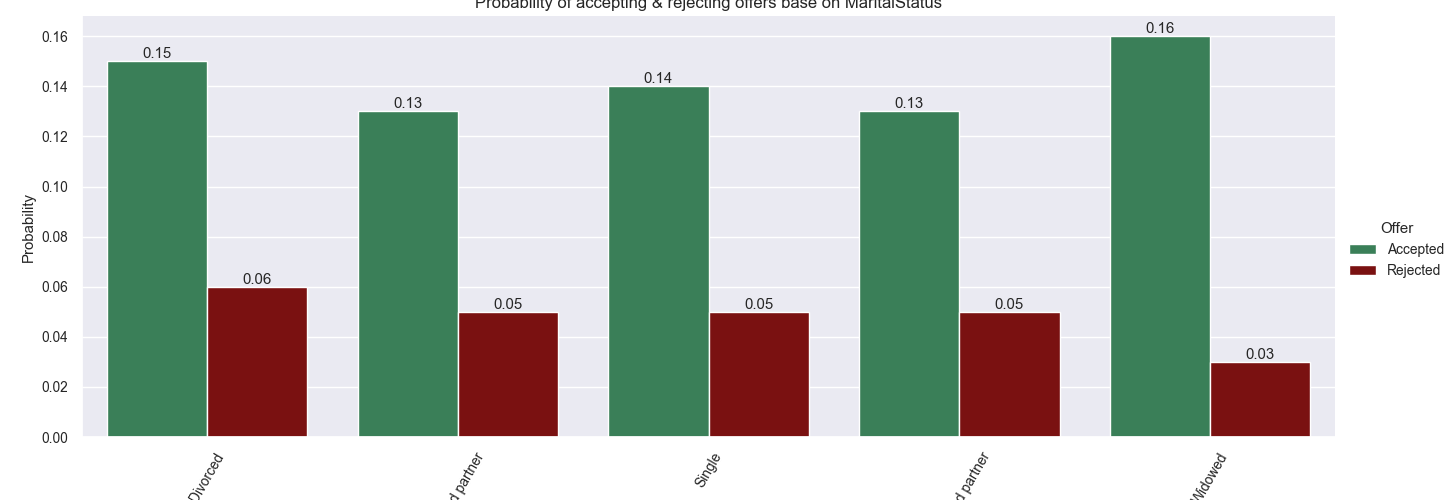 Probability of accepting & rejecting offers base on MaritalStatus
Probability
0.16
0.14
0.12
0.10
0.08
0.06
0.04
0.02
0.00
0.15
0.06
0.13
0.05
0.14
0.05
0.13
0.05
0.16
0.03
Divorced
d partner
Single
d partner
Widowed
Offer
Accepted
Rejected